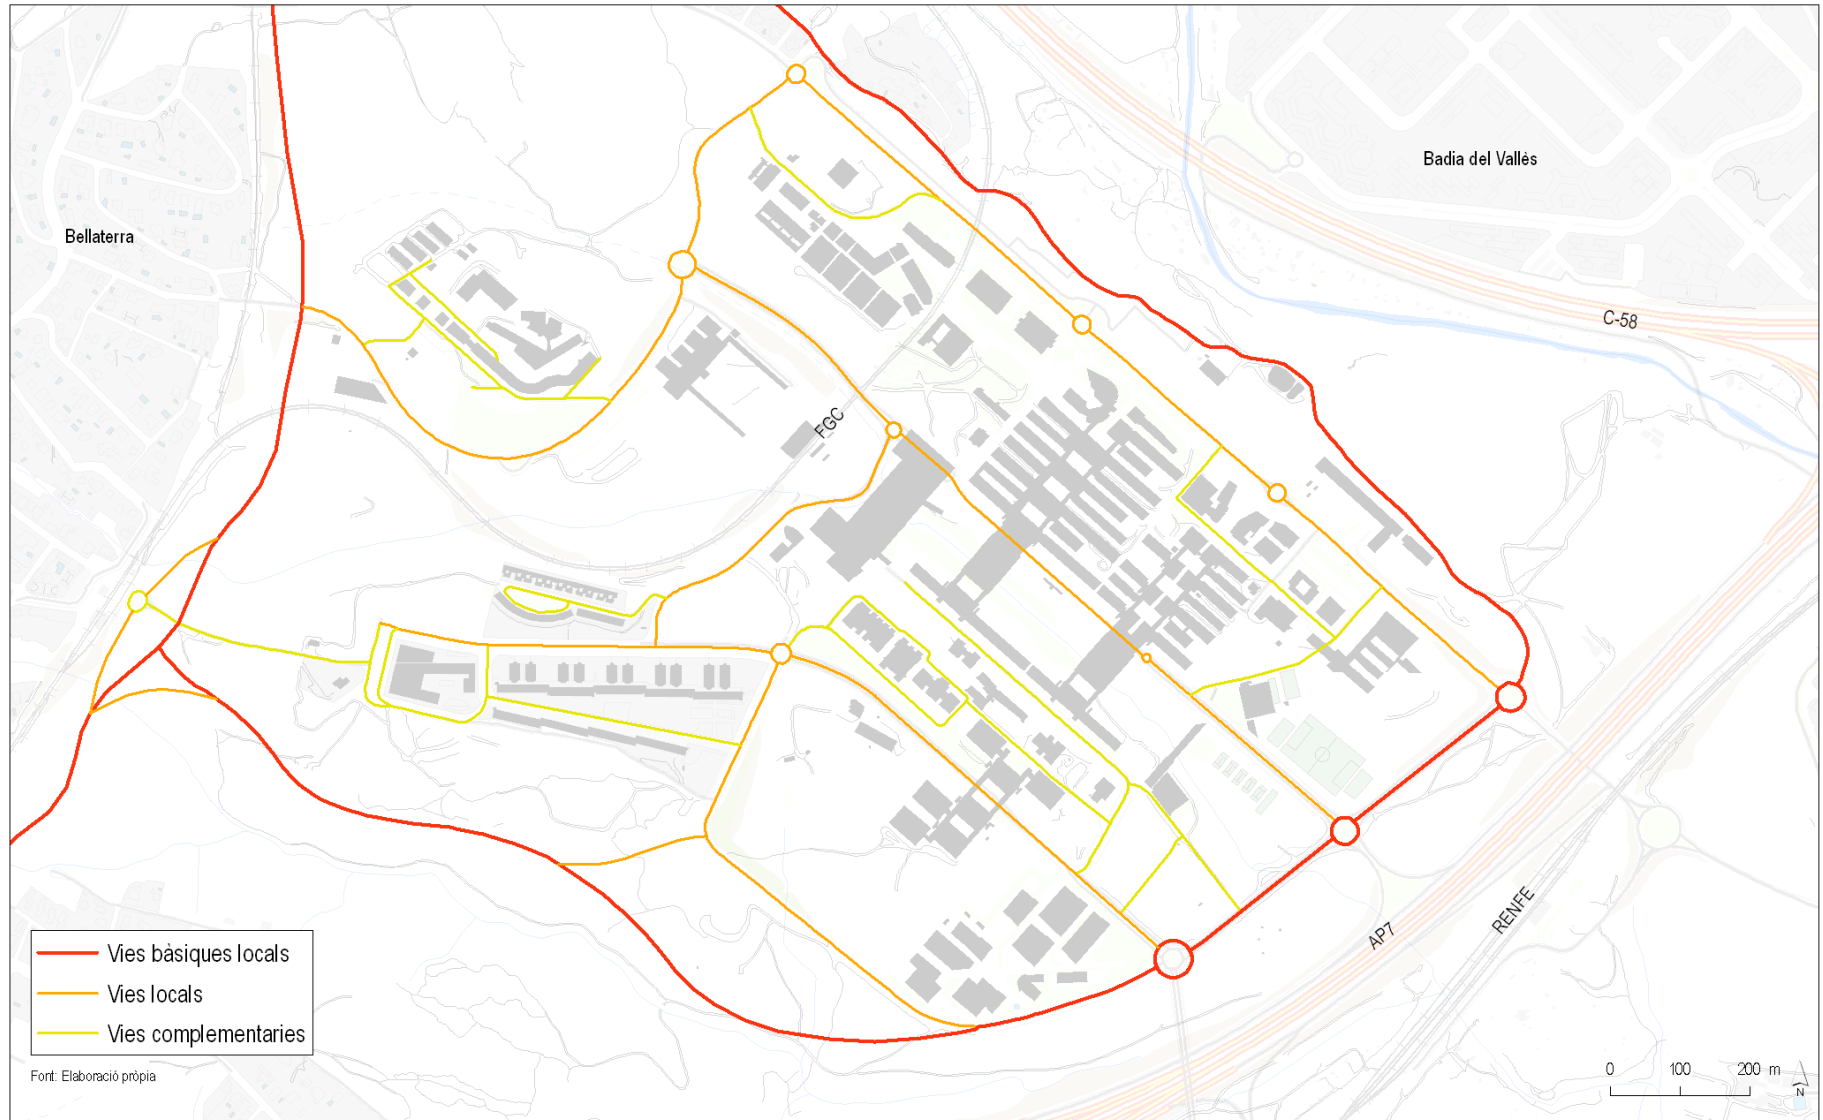 Badia del Vallès
Bellaterra
C-58
FGC
RENFE
AP7
Vies bàsiques locals
Vies locals
Vies complementaries
Font: Elaboració pròpia
0 100 200 m
N